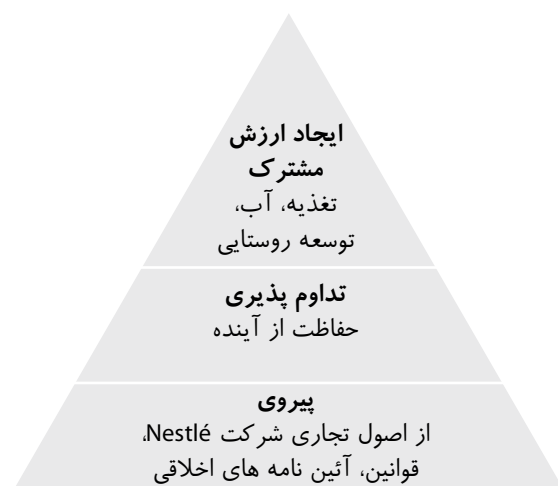 ایجاد ارزش
مشترک
تغذیه، آب،
توسعه روستایی
تداوم پذیری
حفاظت از آینده
پیروی
از اصول تجاری شرکت Nestlé،
قوانین، آئین نامه های اخلاقی